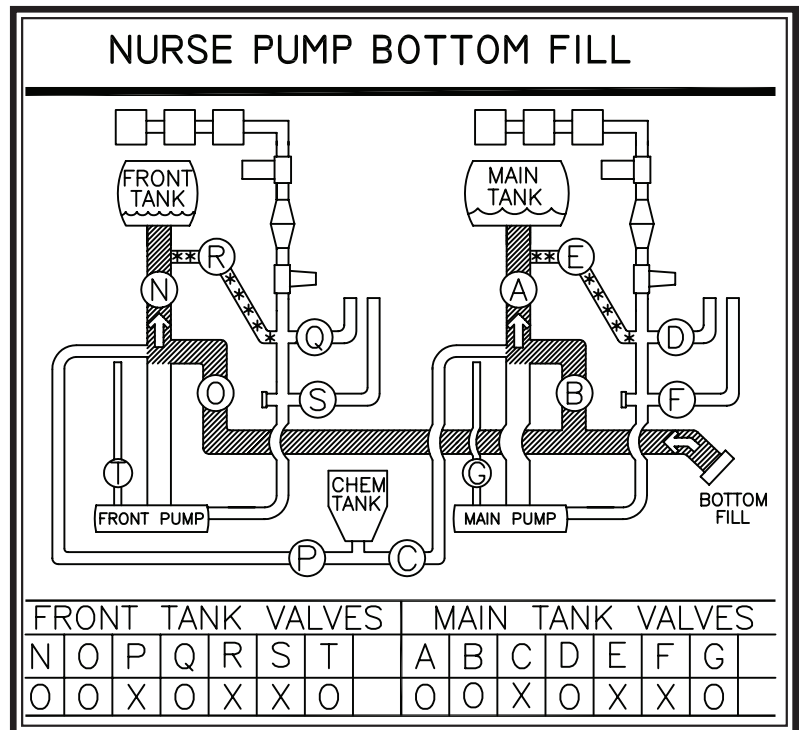 NURSE PUMP BOTTOM FILL
FRONT
TANK
MAIN
TANK
R
E
N
A
Q
D
O
B
S
F
T
G
CHEM
TANK
BOTTOM
FILL
FRONT PUMP
MAIN PUMP
P
C
FRONT TANK VALVES MAIN TANK VALVES
N O P Q R S T A B C D E F G
O O X O X X O O O X O X X O